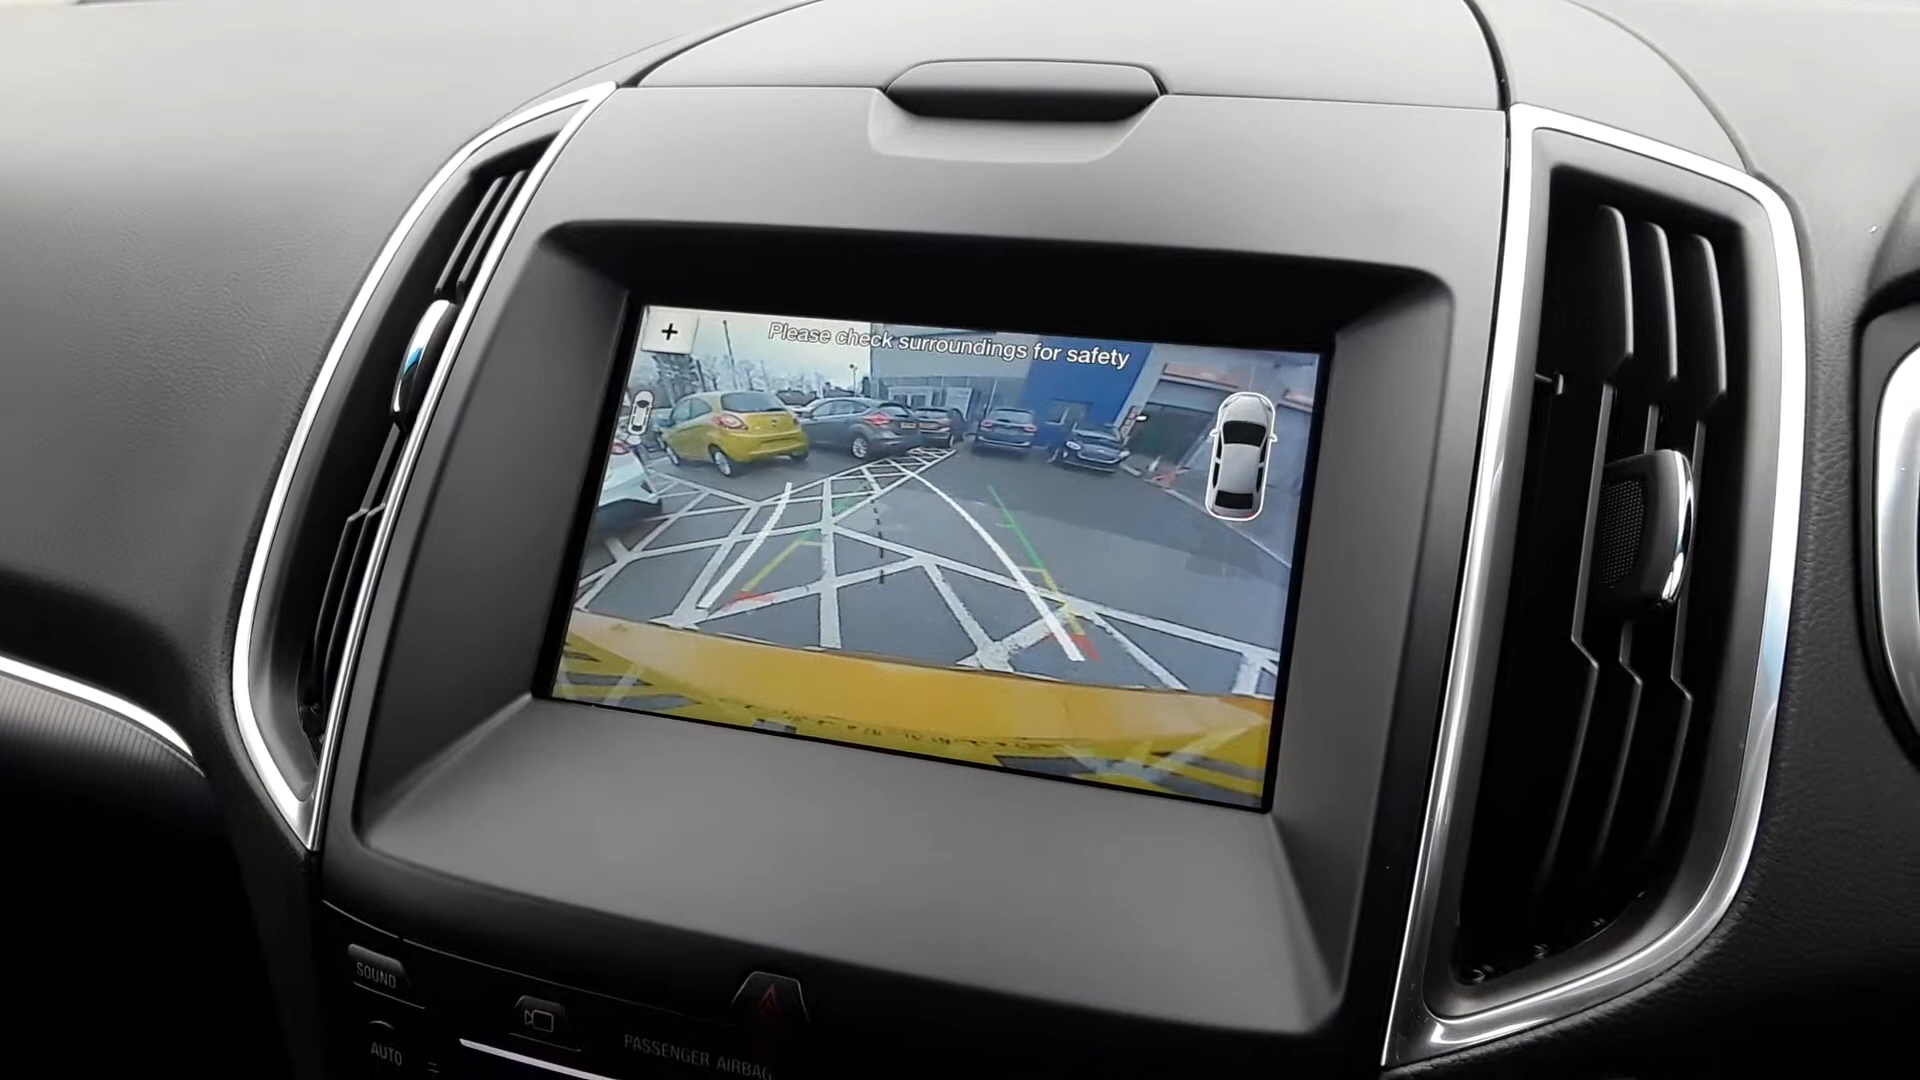 +
Please check surroundings for safety
SOUND
AUTO
PASSENGER AIRBAG